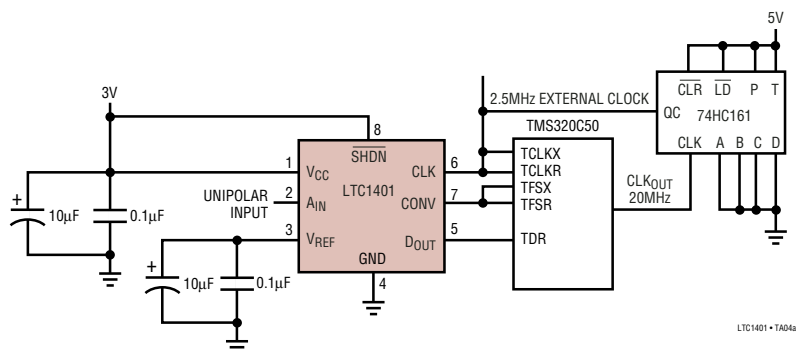 5V
3V
CLR LD P T
QC 74HC161
CLK A B C D
2.5MHz EXTERNAL CLOCK
TMS320C50
TCLKX
TCLKR
TFSX
TFSR
TDR
CLKOUT
20MHz
8
SHDN
1 VCC CLK 6
LTC1401
UNIPOLAR
INPUT
2 AIN CONV 7
3 VREF DOUT 5
GND
4
+
10µF
0.1µF
+
10µF
0.1µF
LTC1401 • TA04a